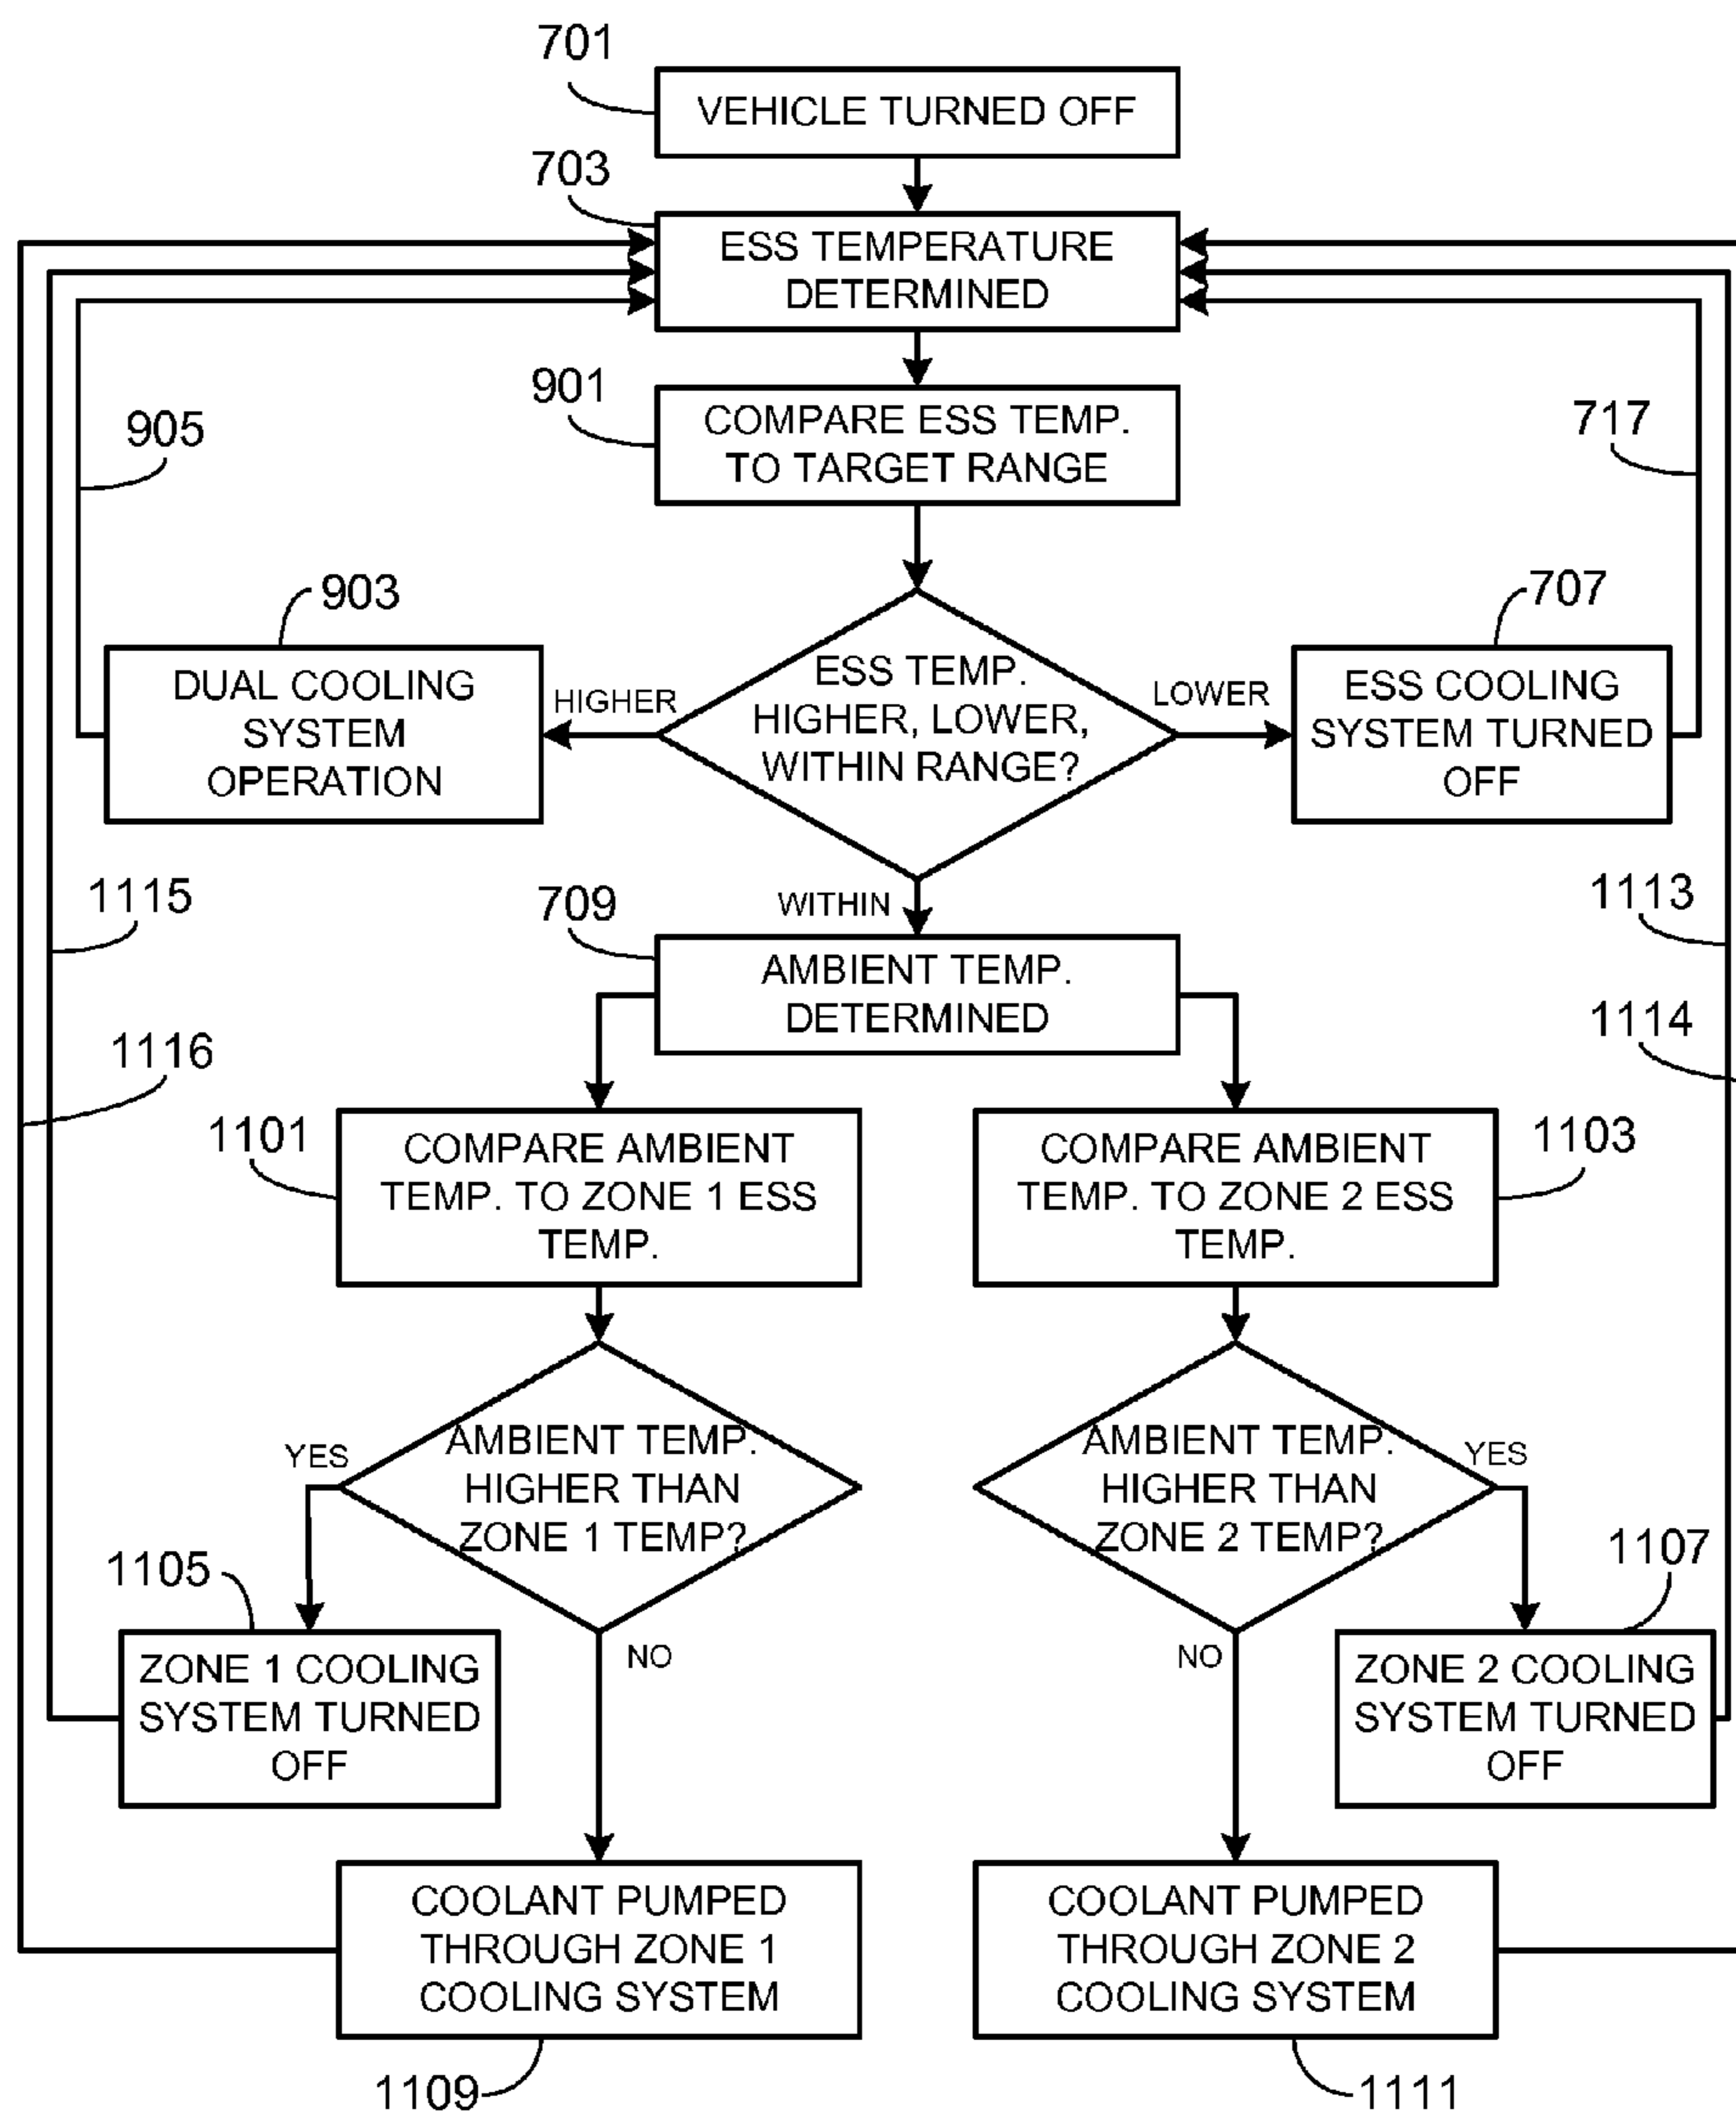 701
VEHICLE TURNED OFF
703
ESS TEMPERATURE
DETERMINED
901
COMPARE ESS TEMP.
TO TARGET RANGE
905
717
903
707
DUAL COOLING
SYSTEM
OPERATION
HIGHER
ESS TEMP.
HIGHER, LOWER,
WITHIN RANGE?
LOWER
ESS COOLING
SYSTEM TURNED
OFF
1115
709
WITHIN
1113
AMBIENT TEMP.
DETERMINED
1116
1114
1101
COMPARE AMBIENT
TEMP. TO ZONE 1 ESS
TEMP.
COMPARE AMBIENT
TEMP. TO ZONE 2 ESS
TEMP.
1103
YES
AMBIENT TEMP.
HIGHER THAN
ZONE 1 TEMP?
AMBIENT TEMP.
HIGHER THAN
ZONE 2 TEMP?
YES
1105
1107
ZONE 1 COOLING
SYSTEM TURNED
OFF
NO
NO
ZONE 2 COOLING
SYSTEM TURNED
OFF
COOLANT PUMPED
THROUGH ZONE 1
COOLING SYSTEM
COOLANT PUMPED
THROUGH ZONE 2
COOLING SYSTEM
1109
1111